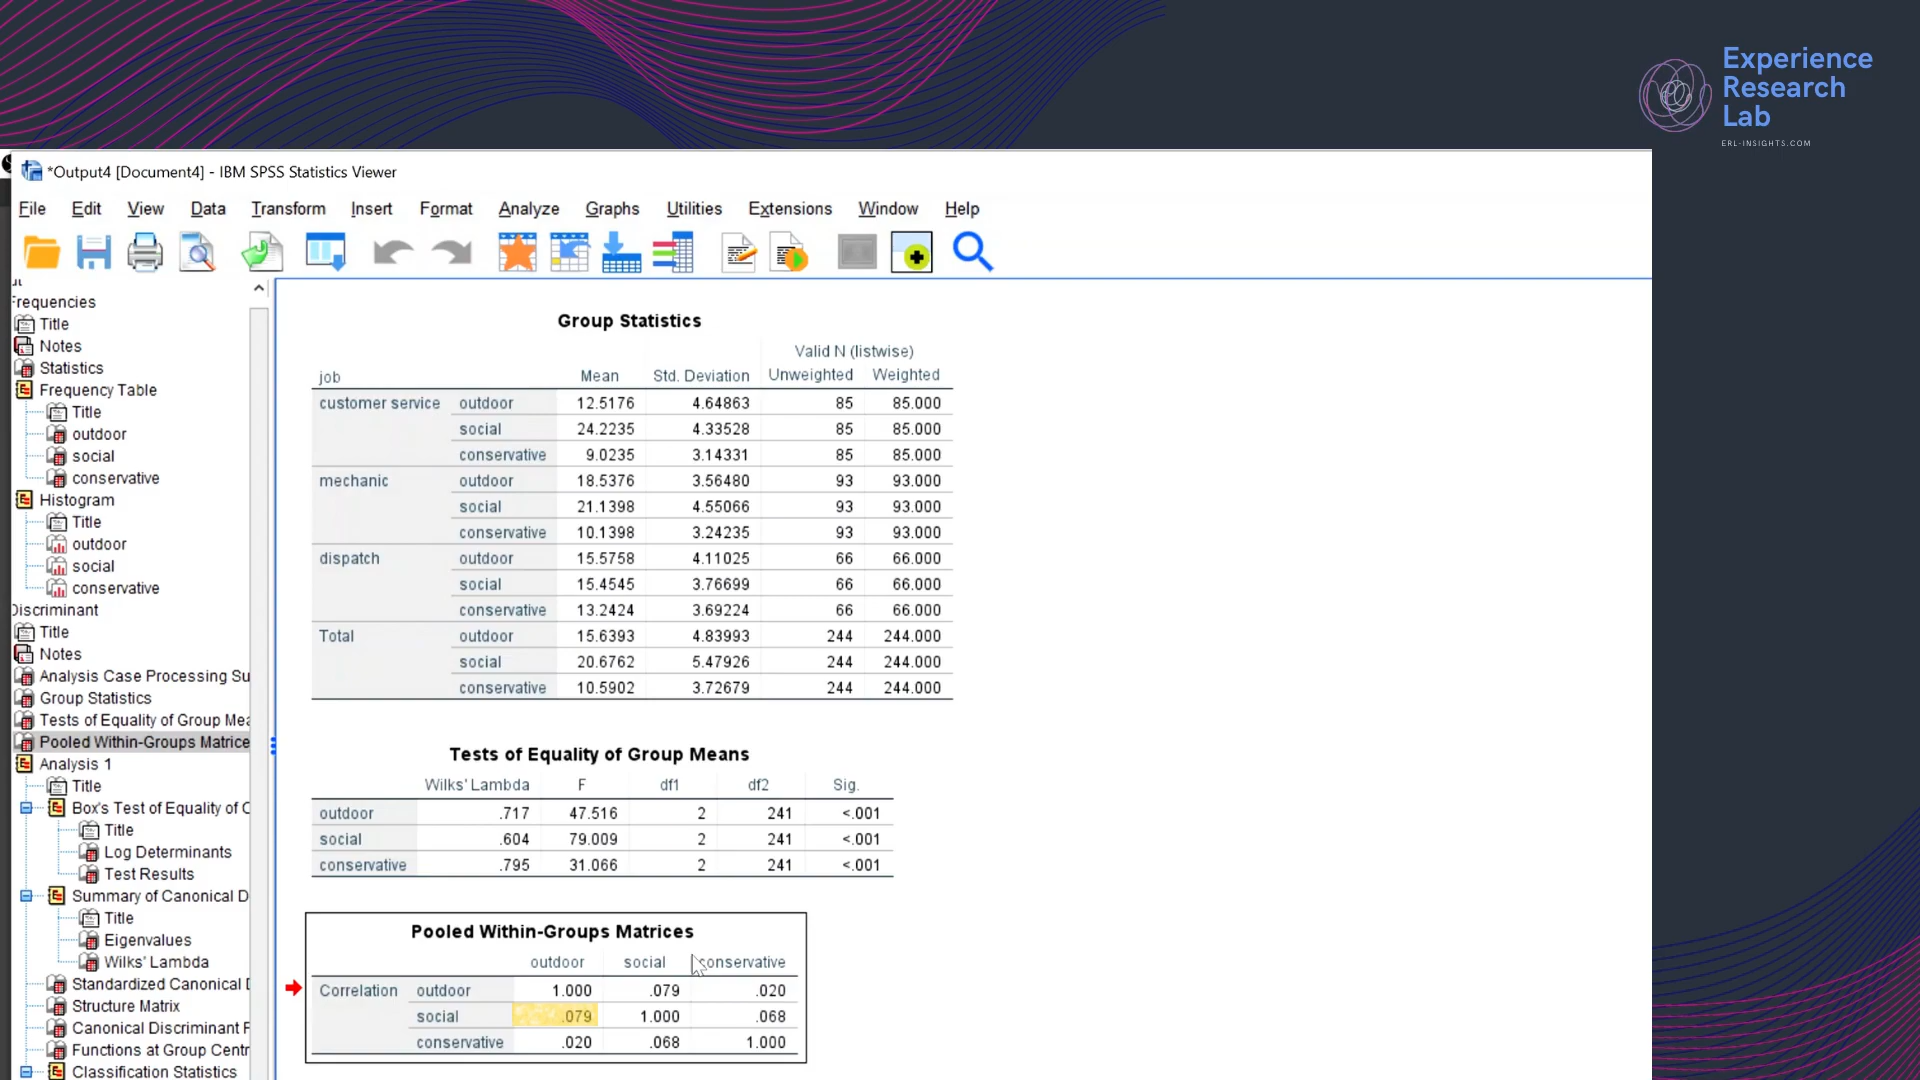 Experience
Research
Lab
ERL-INSIGHTS.COM
*Output4 [Document4] - IBM SPSS Statistics Viewer
File Edit View Data Transform Insert Format Analyze Graphs Utilities Extensions Window Help
Frequencies
Title
Notes
Statistics
Frequency Table
Title
outdoor
social
conservative
Histogram
Title
outdoor
social
conservative
Discriminant
Title
Notes
Analysis Case Processing Su
Group Statistics
Tests of Equality of Group Mea
Pooled Within-Groups Matrice
Analysis 1
Title
Box's Test of Equality of C
Title
Log Determinants
Test Results
Summary of Canonical D
Title
Eigenvalues
Wilks' Lambda
Standardized Canonical D
Structure Matrix
Canonical Discriminant F
Functions at Group Centr
Classification Statistics
Group Statistics
Valid N (listwise)
job Mean Std. Deviation Unweighted Weighted
customer service outdoor 12.5176 4.64863 85 85.000
social 24.2235 4.33528 85 85.000
conservative 9.0235 3.14331 85 85.000
mechanic outdoor 18.5376 3.56480 93 93.000
social 21.1398 4.55066 93 93.000
conservative 10.1398 3.24235 93 93.000
dispatch outdoor 15.5758 4.11025 66 66.000
social 15.4545 3.76699 66 66.000
conservative 13.2424 3.69224 66 66.000
Total outdoor 15.6393 4.83993 244 244.000
social 20.6762 5.47926 244 244.000
conservative 10.5902 3.72679 244 244.000
Tests of Equality of Group Means
Wilks' Lambda F df1 df2 Sig.
outdoor .717 47.516 2 241 <.001
social .604 79.009 2 241 <.001
conservative .795 31.066 2 241 <.001
Pooled Within-Groups Matrices
outdoor social conservative
Correlation outdoor 1.000 .079 .020
social .079 1.000 .068
conservative .020 .068 1.000